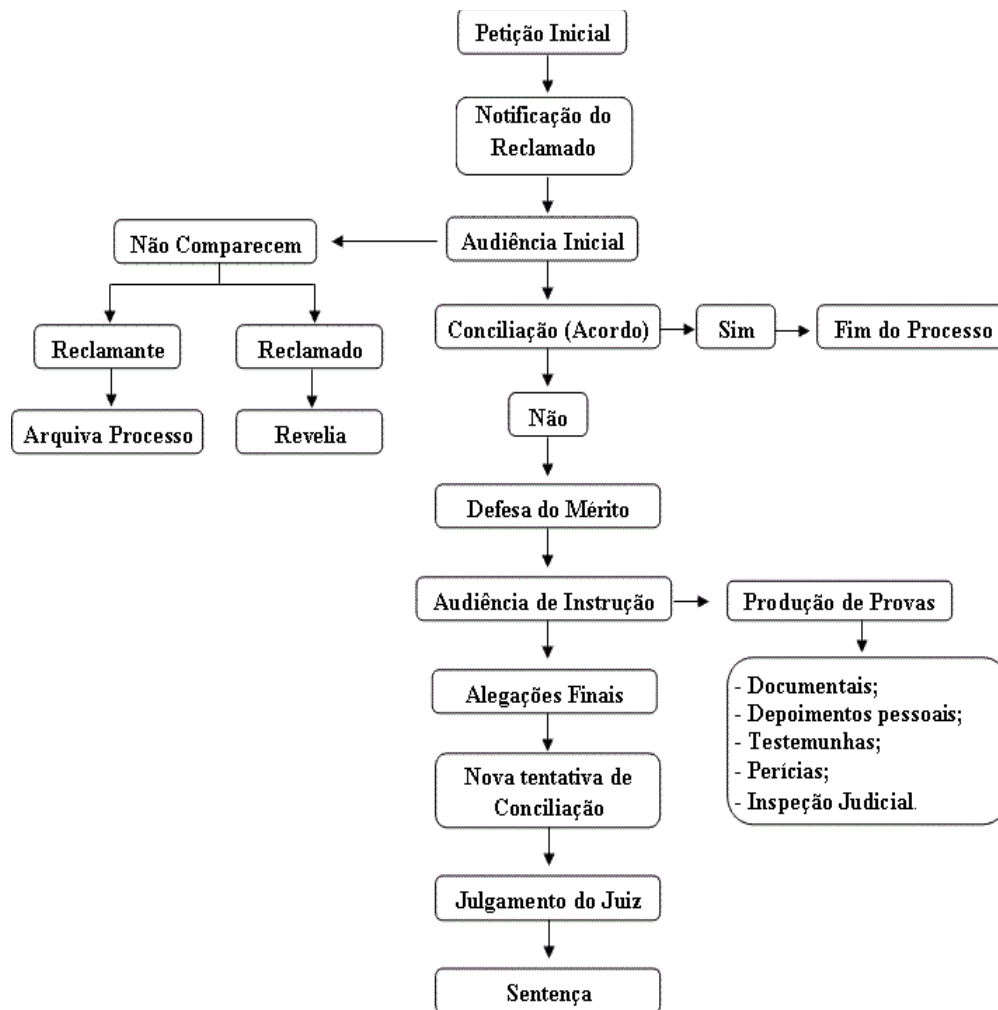 Petição Inicial
Notificação do
Reclamado
Não Comparecem
Audiência Inicial
Reclamante
Reclamado
Conciliação (Acordo)
Sim
Fim do Processo
Arquiva Processo
Revelia
Não
Defesa do Mérito
Audiência de Instrução
Produção de Provas
- Documentais;
- Depoimentos pessoais;
- Testemunhas;
- Perícias;
- Inspeção Judicial.
Alegações Finais
Nova tentativa de
Conciliação
Julgamento do Juiz
Sentença